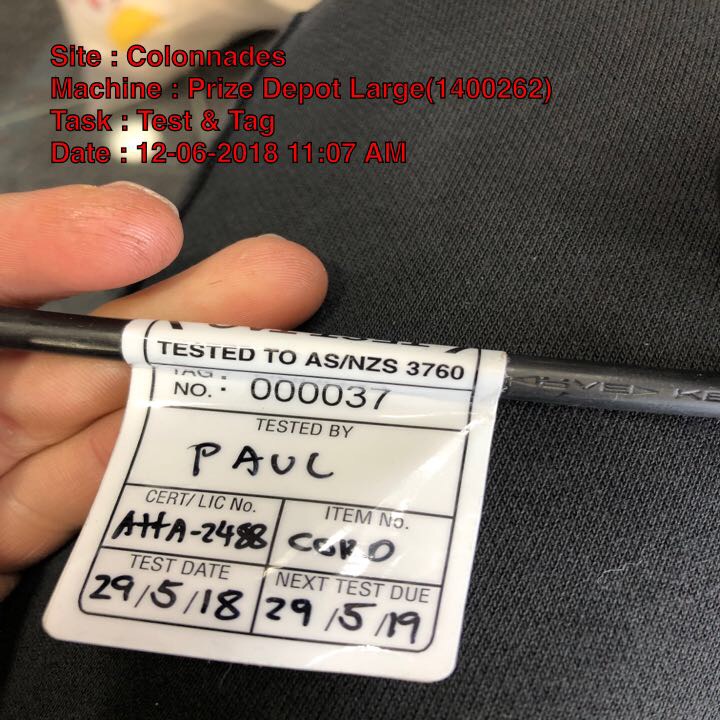 Site : Colonnades
Machine : Prize Depot Large(1400262)
Task : Test & Tag
Date : 12-06-2018 11:07 AM
TESTED TO AS/NZS 3760
TAG
NO. : 000037
TESTED BY
PAUL
CERT/ LIC No.
ITEM No.
AHA-2488
CORD
TEST DATE
NEXT TEST DUE
29/5/18
29/5/19